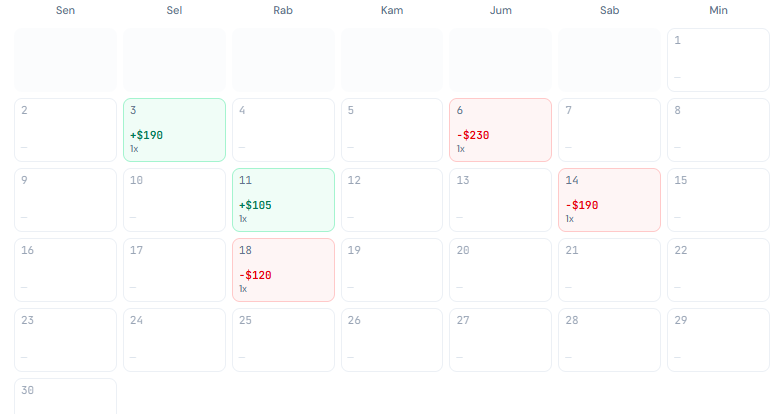 Sen Sel Rab Kam Jum Sab Min
1
–
2 3 4 5 6 7 8
– +$190 – – -$230 – –
1x 1x
9 10 11 12 13 14 15
– – +$105 – – -$190 –
1x 1x
16 17 18 19 20 21 22
– – -$120 – – – –
1x
23 24 25 26 27 28 29
– – – – – – –
30